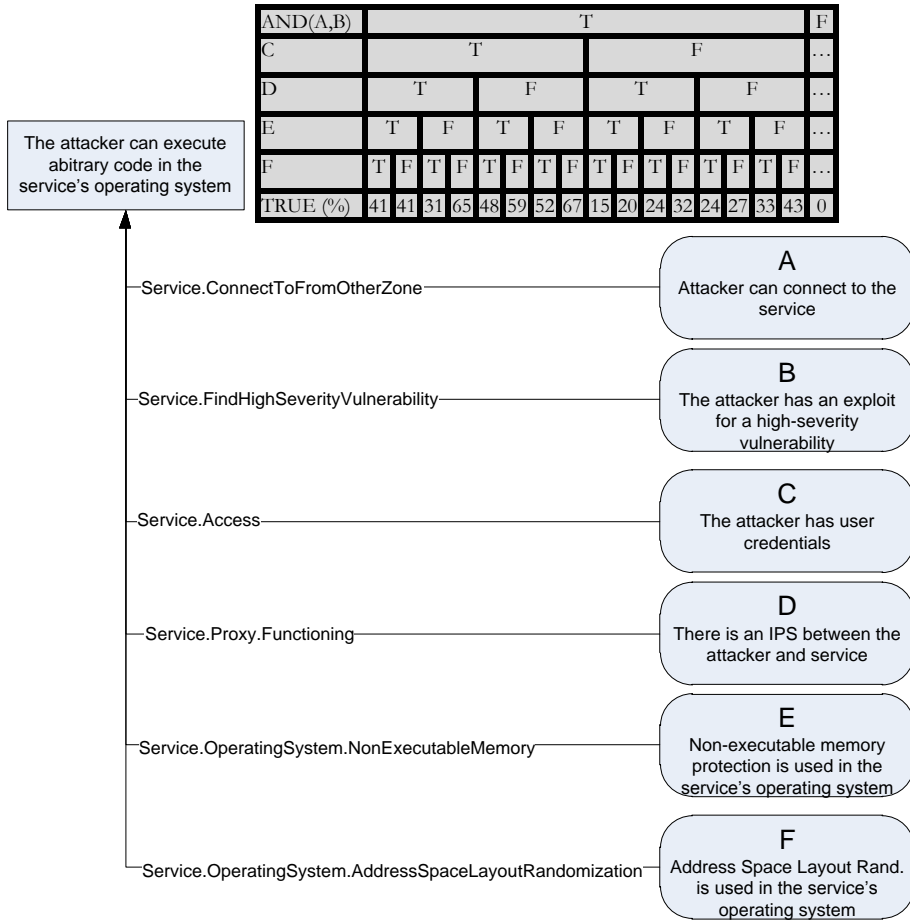 AND(A,B) T F
C T F …
D T F T F …
E T F T F T F T F …
F T F T F T F T F T F T F T F T F …
TRUE (%) 41 41 31 65 48 59 52 67 15 20 24 32 24 27 33 43 0
The attacker can execute
abitrary code in the
service's operating system
Service.ConnectToFromOtherZone
A
Attacker can connect to the
service
Service.FindHighSeverityVulnerability
B
The attacker has an exploit
for a high-severity
vulnerability
Service.Access
C
The attacker has user
credentials
Service.Proxy.Functioning
D
There is an IPS between the
attacker and service
Service.OperatingSystem.NonExecutableMemory
E
Non-executable memory
protection is used in the
service's operating system
Service.OperatingSystem.AddressSpaceLayoutRandomization
F
Address Space Layout Rand.
is used in the service's
operating system